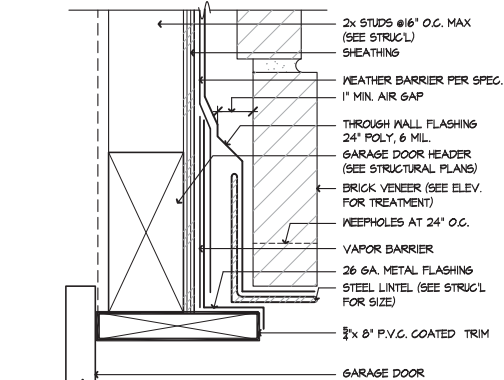 2x STUDS @16" O.C. MAX
(SEE STRUC'L)
SHEATHING
WEATHER BARRIER PER SPEC.
1" MIN. AIR GAP
THROUGH WALL FLASHING
24" POLY, 6 MIL.
GARAGE DOOR HEADER
(SEE STRUCTURAL PLANS)
BRICK VENEER (SEE ELEV.
FOR TREATMENT)
WEEPHOLES AT 24" O.C.
VAPOR BARRIER
26 GA. METAL FLASHING
STEEL LINTEL (SEE STRUC'L
FOR SIZE)
5/4"x 8" P.V.C. COATED TRIM
GARAGE DOOR